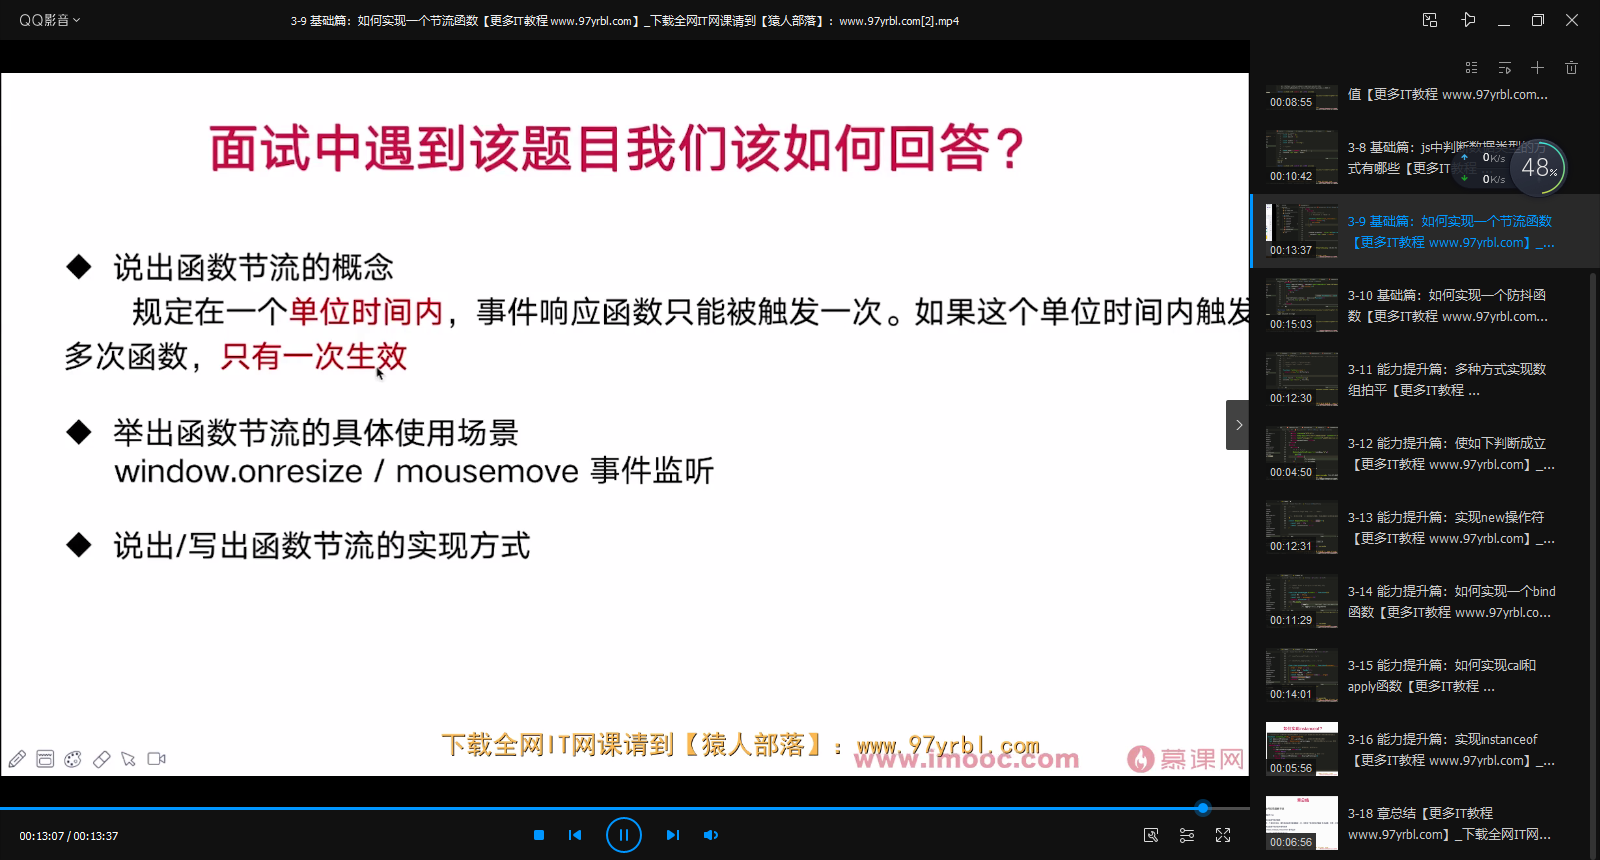 QQ影音
3-9 基础篇：如何实现一个节流函数【更多IT教程 www.97yrbl.com】_下载全网IT网课请到【猿人部落】：www.97yrbl.com[2].mp4
面试中遇到该题目我们该如何回答？
◆ 说出函数节流的概念
规定在一个单位时间内，事件响应函数只能被触发一次。如果这个单位时间内触发
多次函数，只有一次生效
◆ 举出函数节流的具体使用场景
window.onresize / mousemove 事件监听
◆ 说出/写出函数节流的实现方式
下载全网IT网课请到【猿人部落】：www.97yrbl.com
www.imooc.com
慕课网
00:13:07 / 00:13:37
00:08:55
值【更多IT教程 www.97yrbl.com...
00:10:42
3-8 基础篇：js中判断数据类型的方
式有哪些【更多IT教程
0K/s
0K/s
48%
00:13:37
3-9 基础篇：如何实现一个节流函数
【更多IT教程 www.97yrbl.com】_...
00:15:03
3-10 基础篇：如何实现一个防抖函
数【更多IT教程 www.97yrbl.com...
00:12:30
3-11 能力提升篇：多种方式实现数
组拍平【更多IT教程 ...
00:04:50
3-12 能力提升篇：使如下判断成立
【更多IT教程 www.97yrbl.com】_...
00:12:31
3-13 能力提升篇：实现new操作符
【更多IT教程 www.97yrbl.com】_...
00:11:29
3-14 能力提升篇：如何实现一个bind
函数【更多IT教程 www.97yrbl.co...
00:14:01
3-15 能力提升篇：如何实现cal和
apply函数【更多IT教程 ...
00:05:56
3-16 能力提升篇：实现instanceof
【更多IT教程 www.97yrbl.com】_...
00:06:56
3-18 章总结【更多IT教程
www.97yrbl.com】_下载全网IT网...